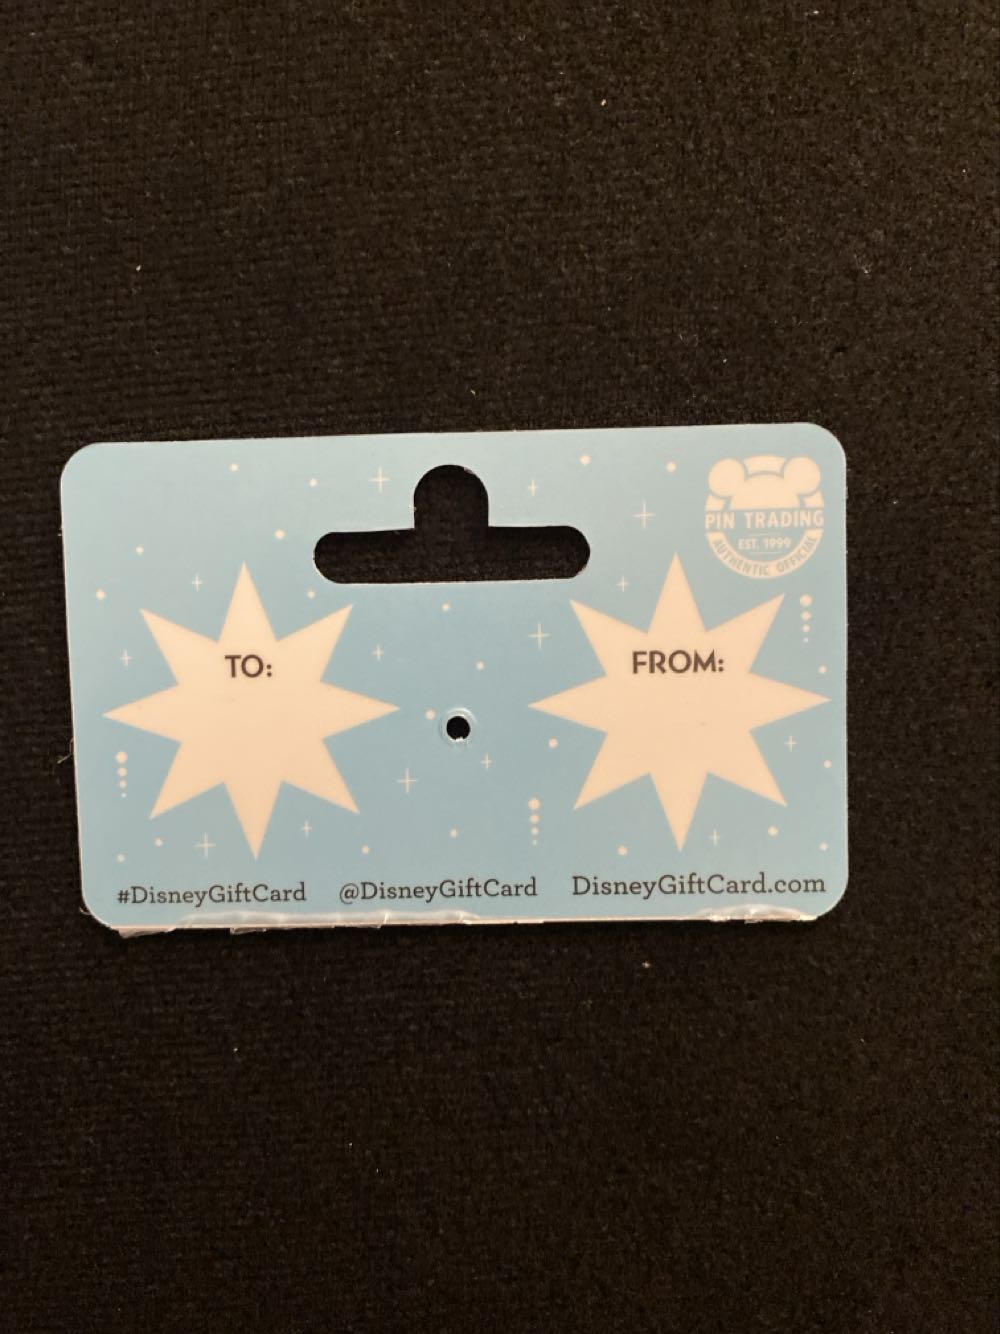 PIN TRADING
EST. 1999
AUTHENTIC OFFICIAL
TO:
FROM:
#DisneyGiftCard @DisneyGiftCard DisneyGiftCard.com